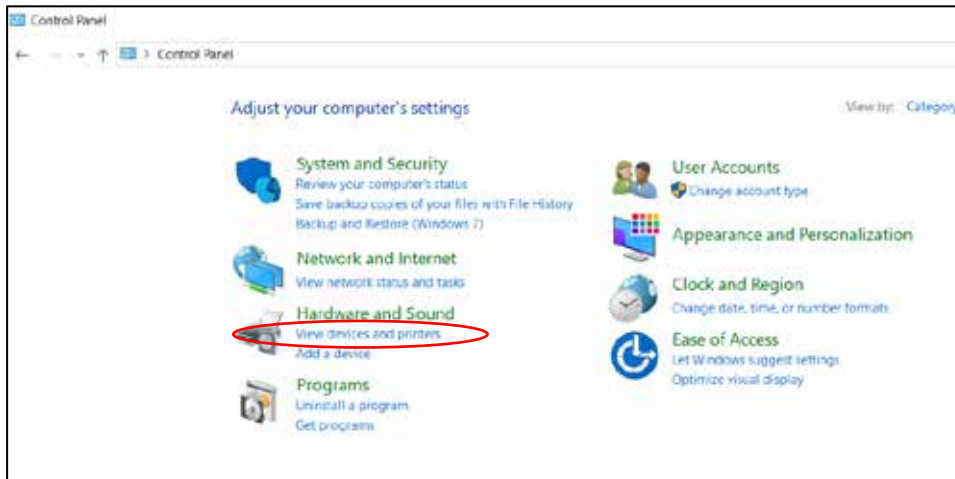 Control Panel
Control Panel
Adjust your computer's settings
View by: Category
System and Security
Review your computer's status
Save backup copies of your files with File History
Backup and Restore (Windows 7)
Network and Internet
View network status and tasks
Hardware and Sound
View devices and printers
Add a device
Programs
Uninstall a program
Get programs
User Accounts
Change account type
Appearance and Personalization
Clock and Region
Change date, time, or number formats
Ease of Access
Let Windows suggest settings
Optimize visual display